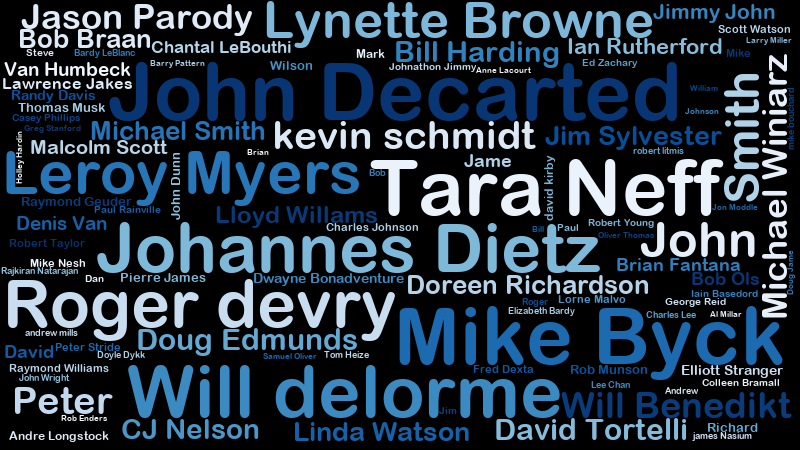 Jason Parody
Lynette Browne
Jimmy John
Scott Watson
Bob Braan
Larry Miller
Chantal LeBouthi
Bill Harding
Ian Rutherford
Steve
Bardy LeBlanc
Mark
Mike
Van Humbeck
Barry Pattern
Wilson
Johnathon Jimmy
Anne Lacourt
Ed Zachary
Lawrence Jakes
John Decarted
William
Randy Davis
Thomas Musk
Johnson
mike bouchard
Casey Phillips
Greg Stanford
Michael Smith
kevin schmidt
Jim Sylvester
Smith
Michael Winiarz
Malcolm Scott
Holley Hardin
Brian
robert litmis
Jame
Leroy Myers
John Dunn
Bob
Tara Neff
david kirby
Raymond Geuder
Paul Rainville
Jon Moddle
Lloyd Willams
Denis Van
Charles Johnson
Bill
Paul
Robert Young
Oliver Thomas
John
Robert Taylor
Johannes Dietz
Mike Nesh
Brian Fantana
Doug Jame
Rajkiran Natarajan
Dan
Pierre James
Dwayne Bonadventure
Doreen Richardson
Bob Ols
Iain Basedord
Roger devry
Roger
Lorne Malvo
George Reid
Elizabeth Bardy
Charles Lee
Al Millar
andrew mills
Doug Edmunds
Mike Byck
David
Peter Stride
Doyle Dykk
Samuel Oliver
Tom Heize
Raymond Williams
Fred Dexta
Rob Munson
Elliott Stranger
John Wright
Will delorme
Lee Chan
Colleen Bramall
Andrew
Peter
Will Benedikt
Jim
Rob Enders
Andre Longstock
CJ Nelson
Linda Watson
David Tortelli
Richard
james Nasium